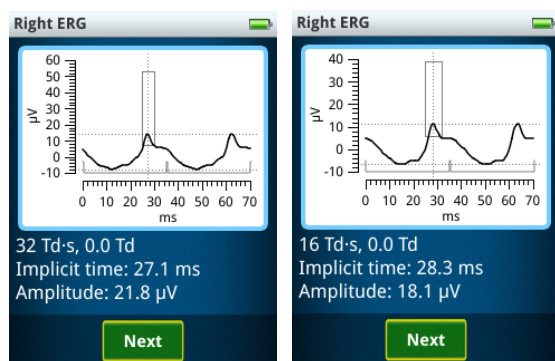 Right ERG
60
50
40
30
20
10
0
-10
µV
0 10 20 30 40 50 60 70
ms
32 Td·s, 0.0 Td
Implicit time: 27.1 ms
Amplitude: 21.8 µV
Next
Right ERG
40
30
20
10
0
-10
µV
0 10 20 30 40 50 60 70
ms
16 Td·s, 0.0 Td
Implicit time: 28.3 ms
Amplitude: 18.1 µV
Next